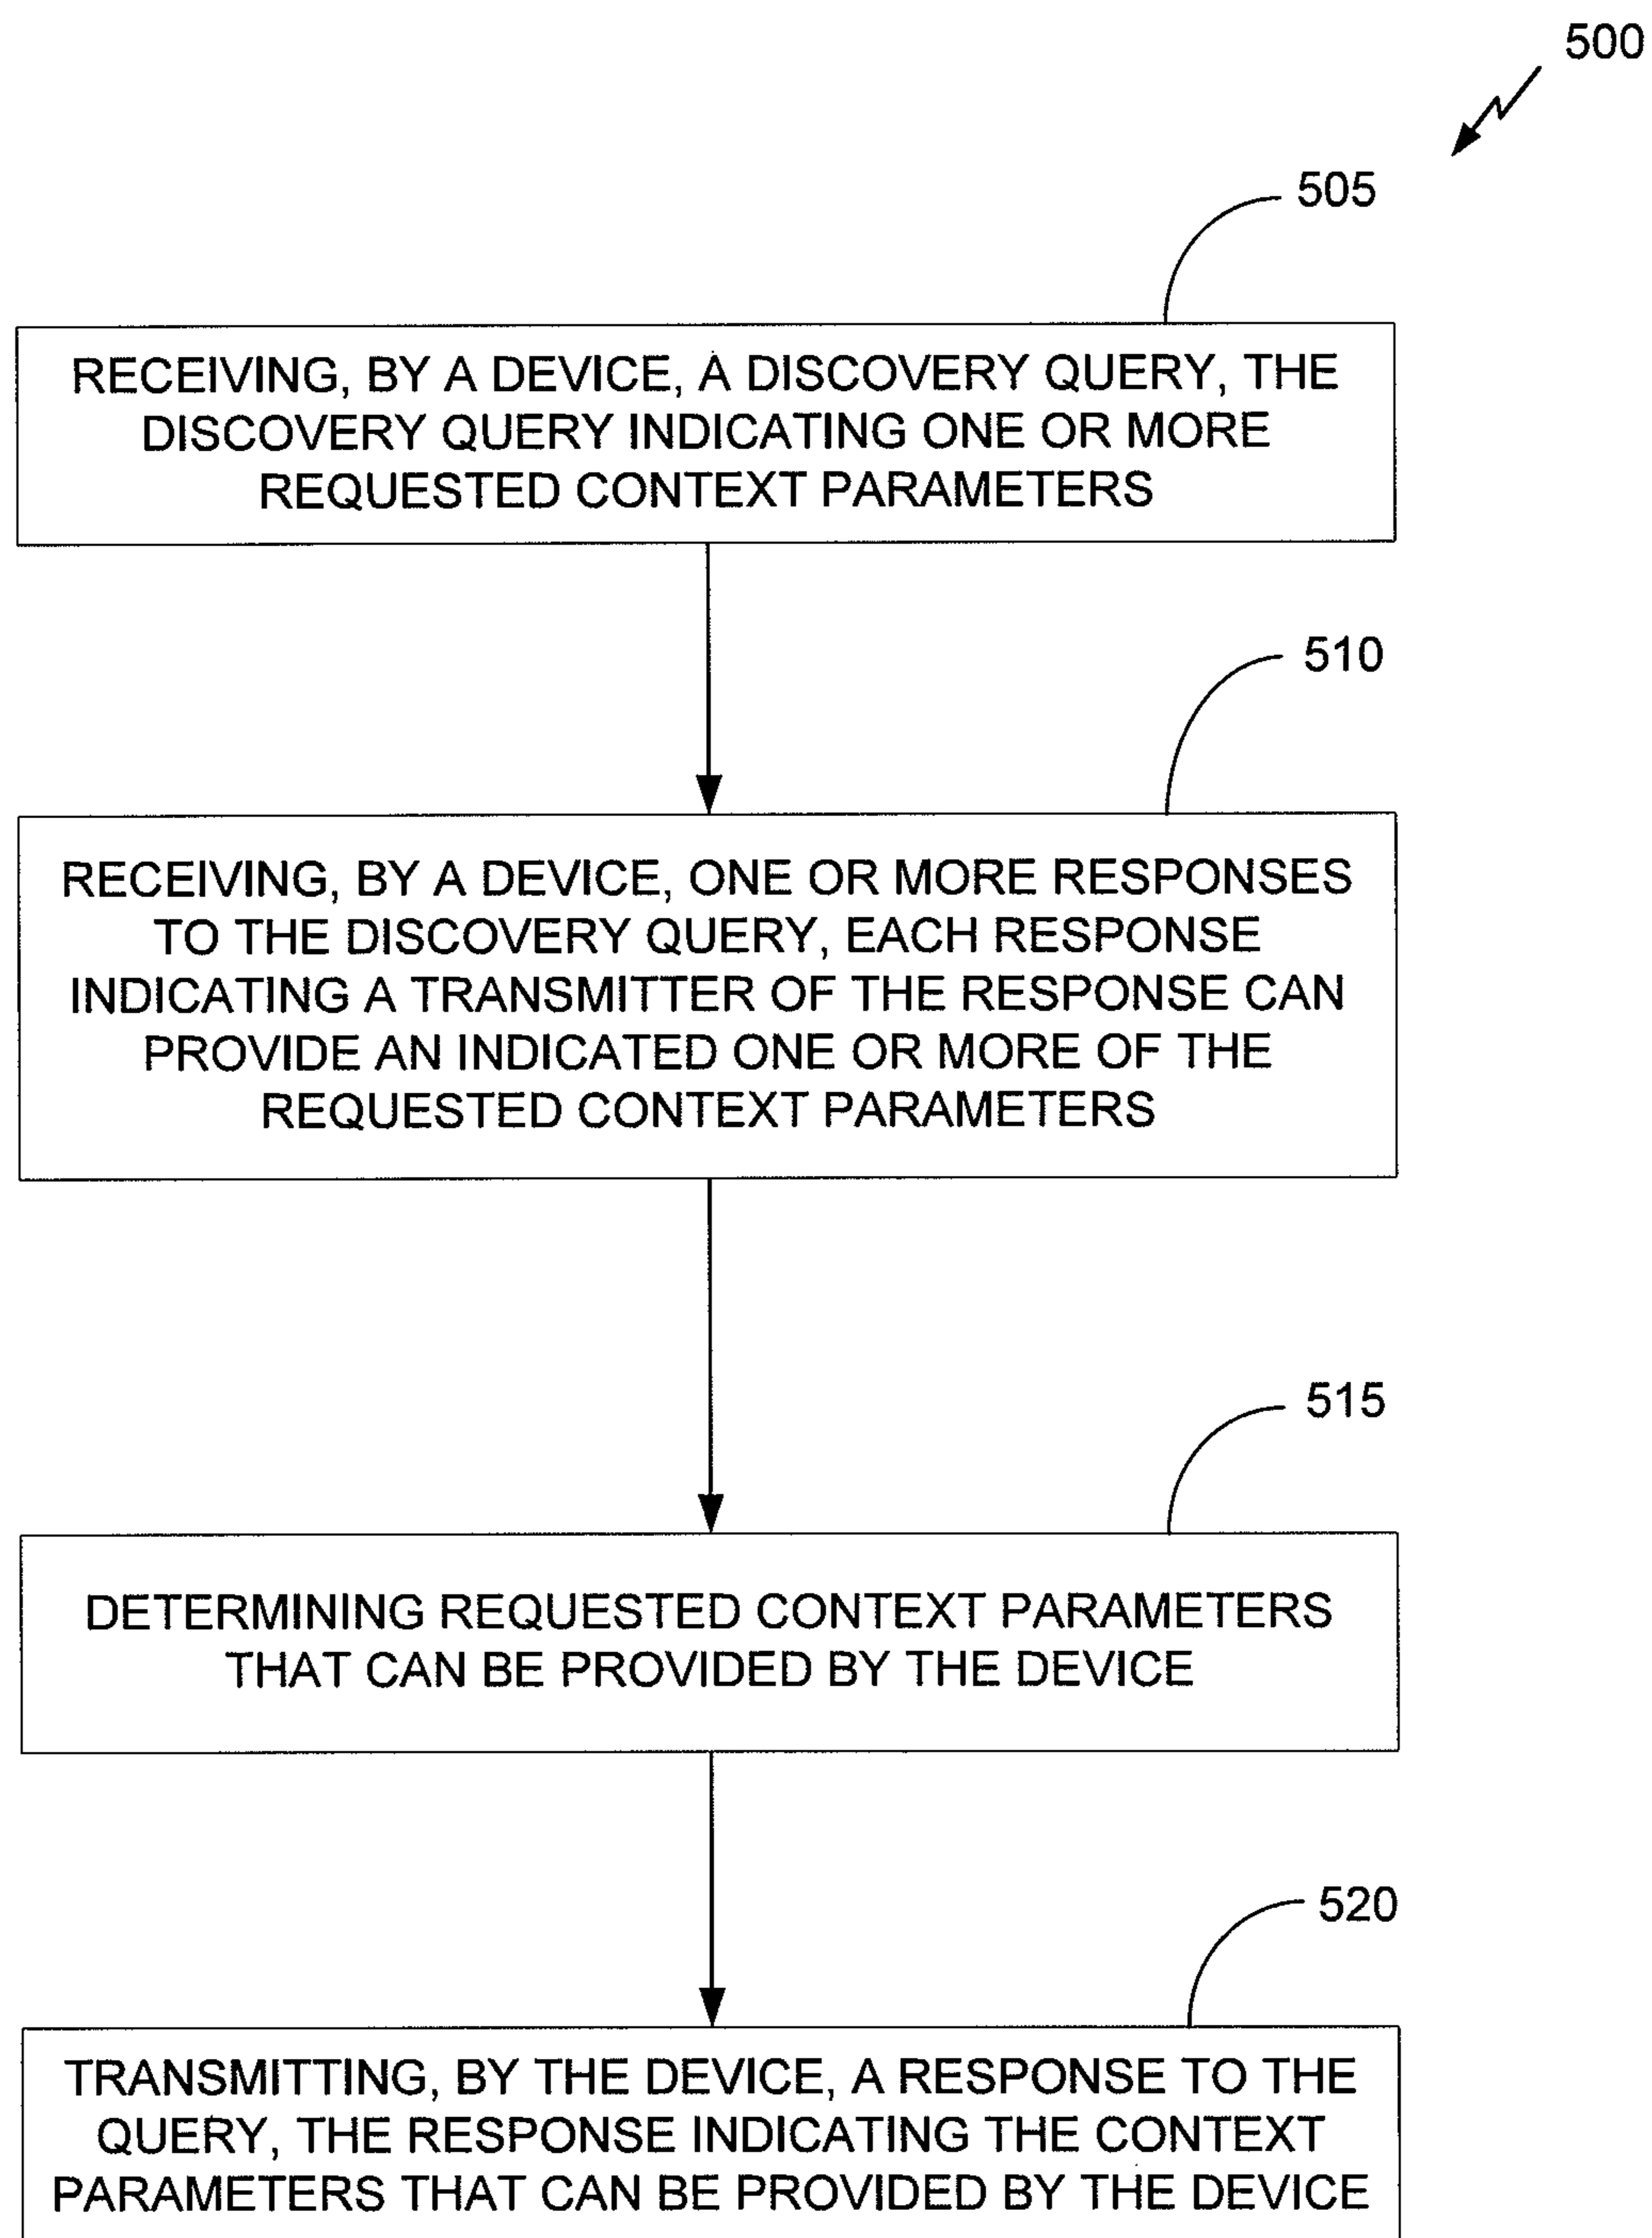 500
505
RECEIVING, BY A DEVICE, A DISCOVERY QUERY, THE
DISCOVERY QUERY INDICATING ONE OR MORE
REQUESTED CONTEXT PARAMETERS
510
RECEIVING, BY A DEVICE, ONE OR MORE RESPONSES
TO THE DISCOVERY QUERY, EACH RESPONSE
INDICATING A TRANSMITTER OF THE RESPONSE CAN
PROVIDE AN INDICATED ONE OR MORE OF THE
REQUESTED CONTEXT PARAMETERS
515
DETERMINING REQUESTED CONTEXT PARAMETERS
THAT CAN BE PROVIDED BY THE DEVICE
520
TRANSMITTING, BY THE DEVICE, A RESPONSE TO THE
QUERY, THE RESPONSE INDICATING THE CONTEXT
PARAMETERS THAT CAN BE PROVIDED BY THE DEVICE